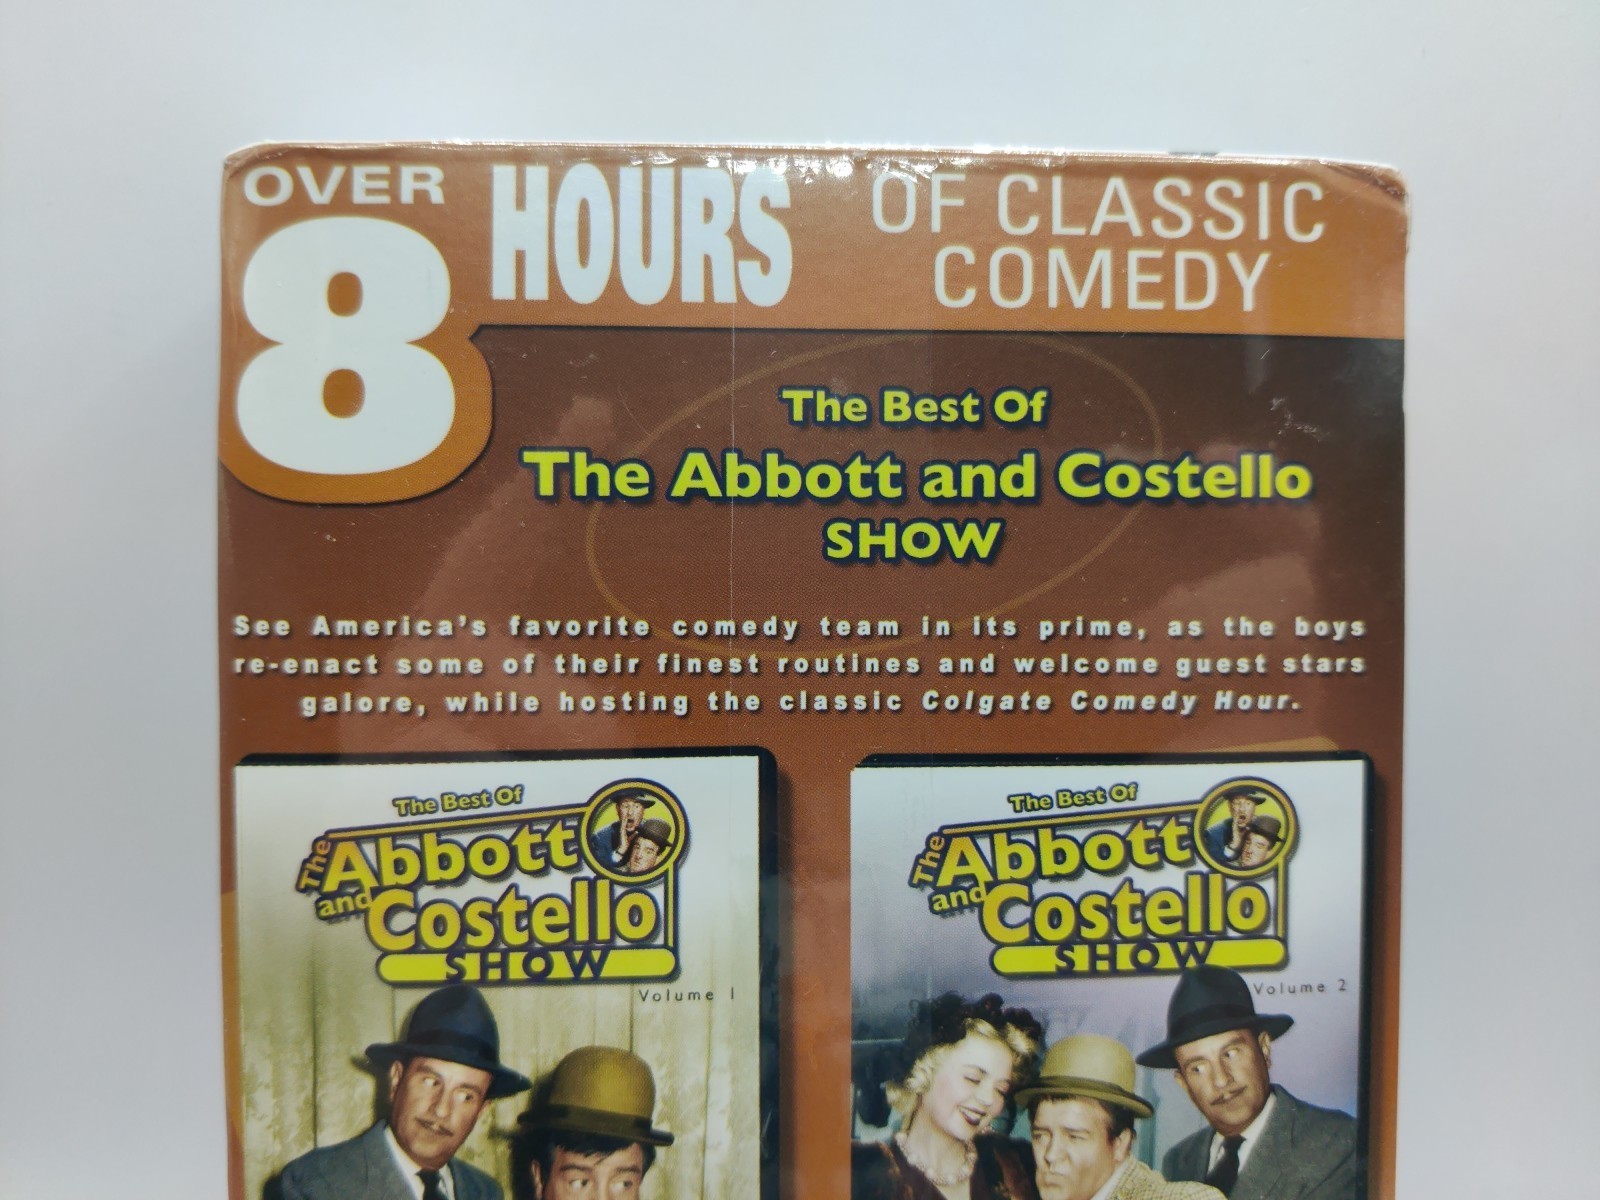 OVER
8
HOURS
OF CLASSIC
COMEDY
The Best Of
The Abbott and Costello
SHOW
See America's favorite comedy team in its prime, as the boys
re-enact some of their finest routines and welcome guest stars
galore, while hosting the classic Colgate Comedy Hour.
The Best Of
The Abbott
and Costello
SHOW
Volume 1
The Best Of
The Abbott
and Costello
SHOW
Volume 2